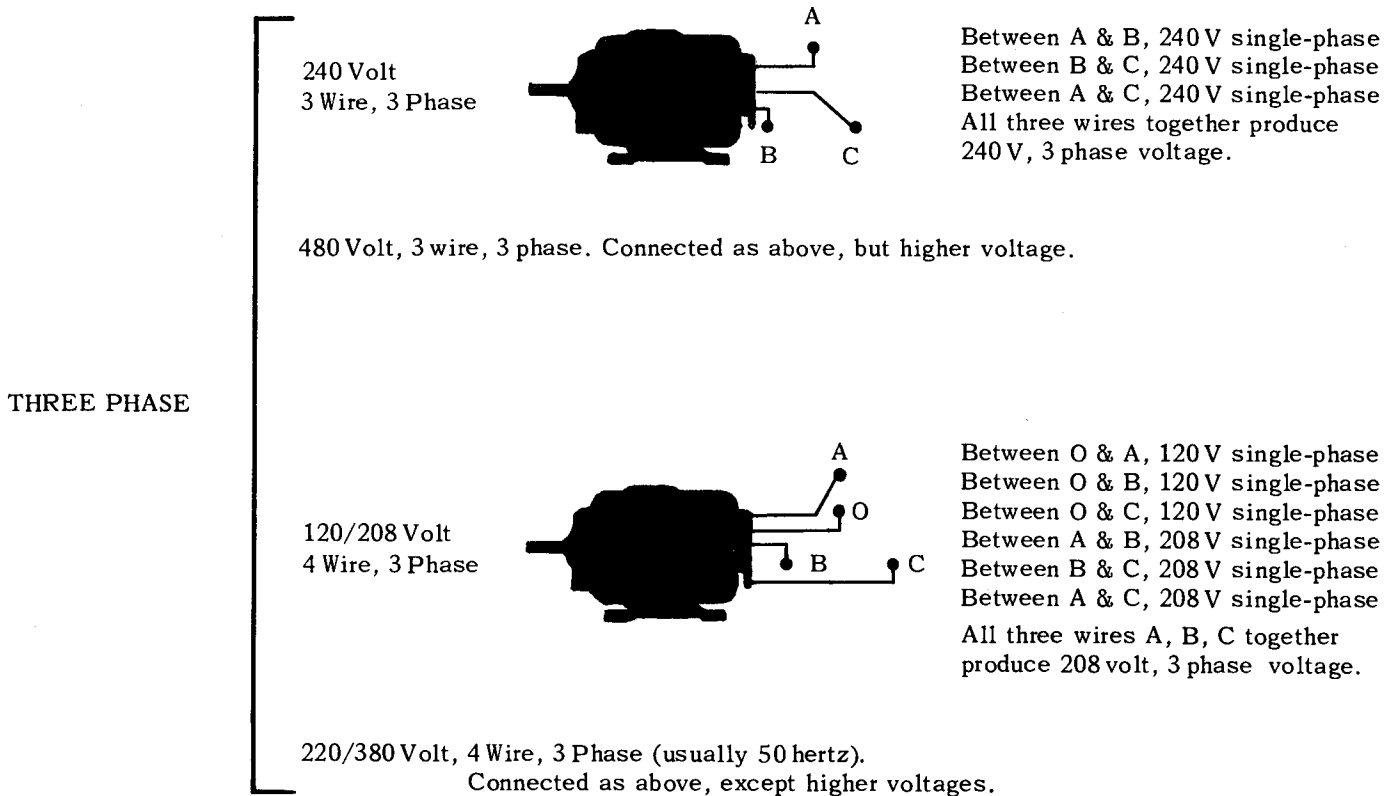 THREE PHASE
240 Volt
3 Wire, 3 Phase
A
B
C
Between A & B, 240 V single-phase
Between B & C, 240 V single-phase
Between A & C, 240 V single-phase
All three wires together produce
240 V, 3 phase voltage.
480 Volt, 3 wire, 3 phase. Connected as above, but higher voltage.
120/208 Volt
4 Wire, 3 Phase
A
O
B
C
Between O & A, 120 V single-phase
Between O & B, 120 V single-phase
Between O & C, 120 V single-phase
Between A & B, 208 V single-phase
Between B & C, 208 V single-phase
Between A & C, 208 V single-phase
All three wires A, B, C together
produce 208 volt, 3 phase voltage.
220/380 Volt, 4 Wire, 3 Phase (usually 50 hertz).
Connected as above, except higher voltages.